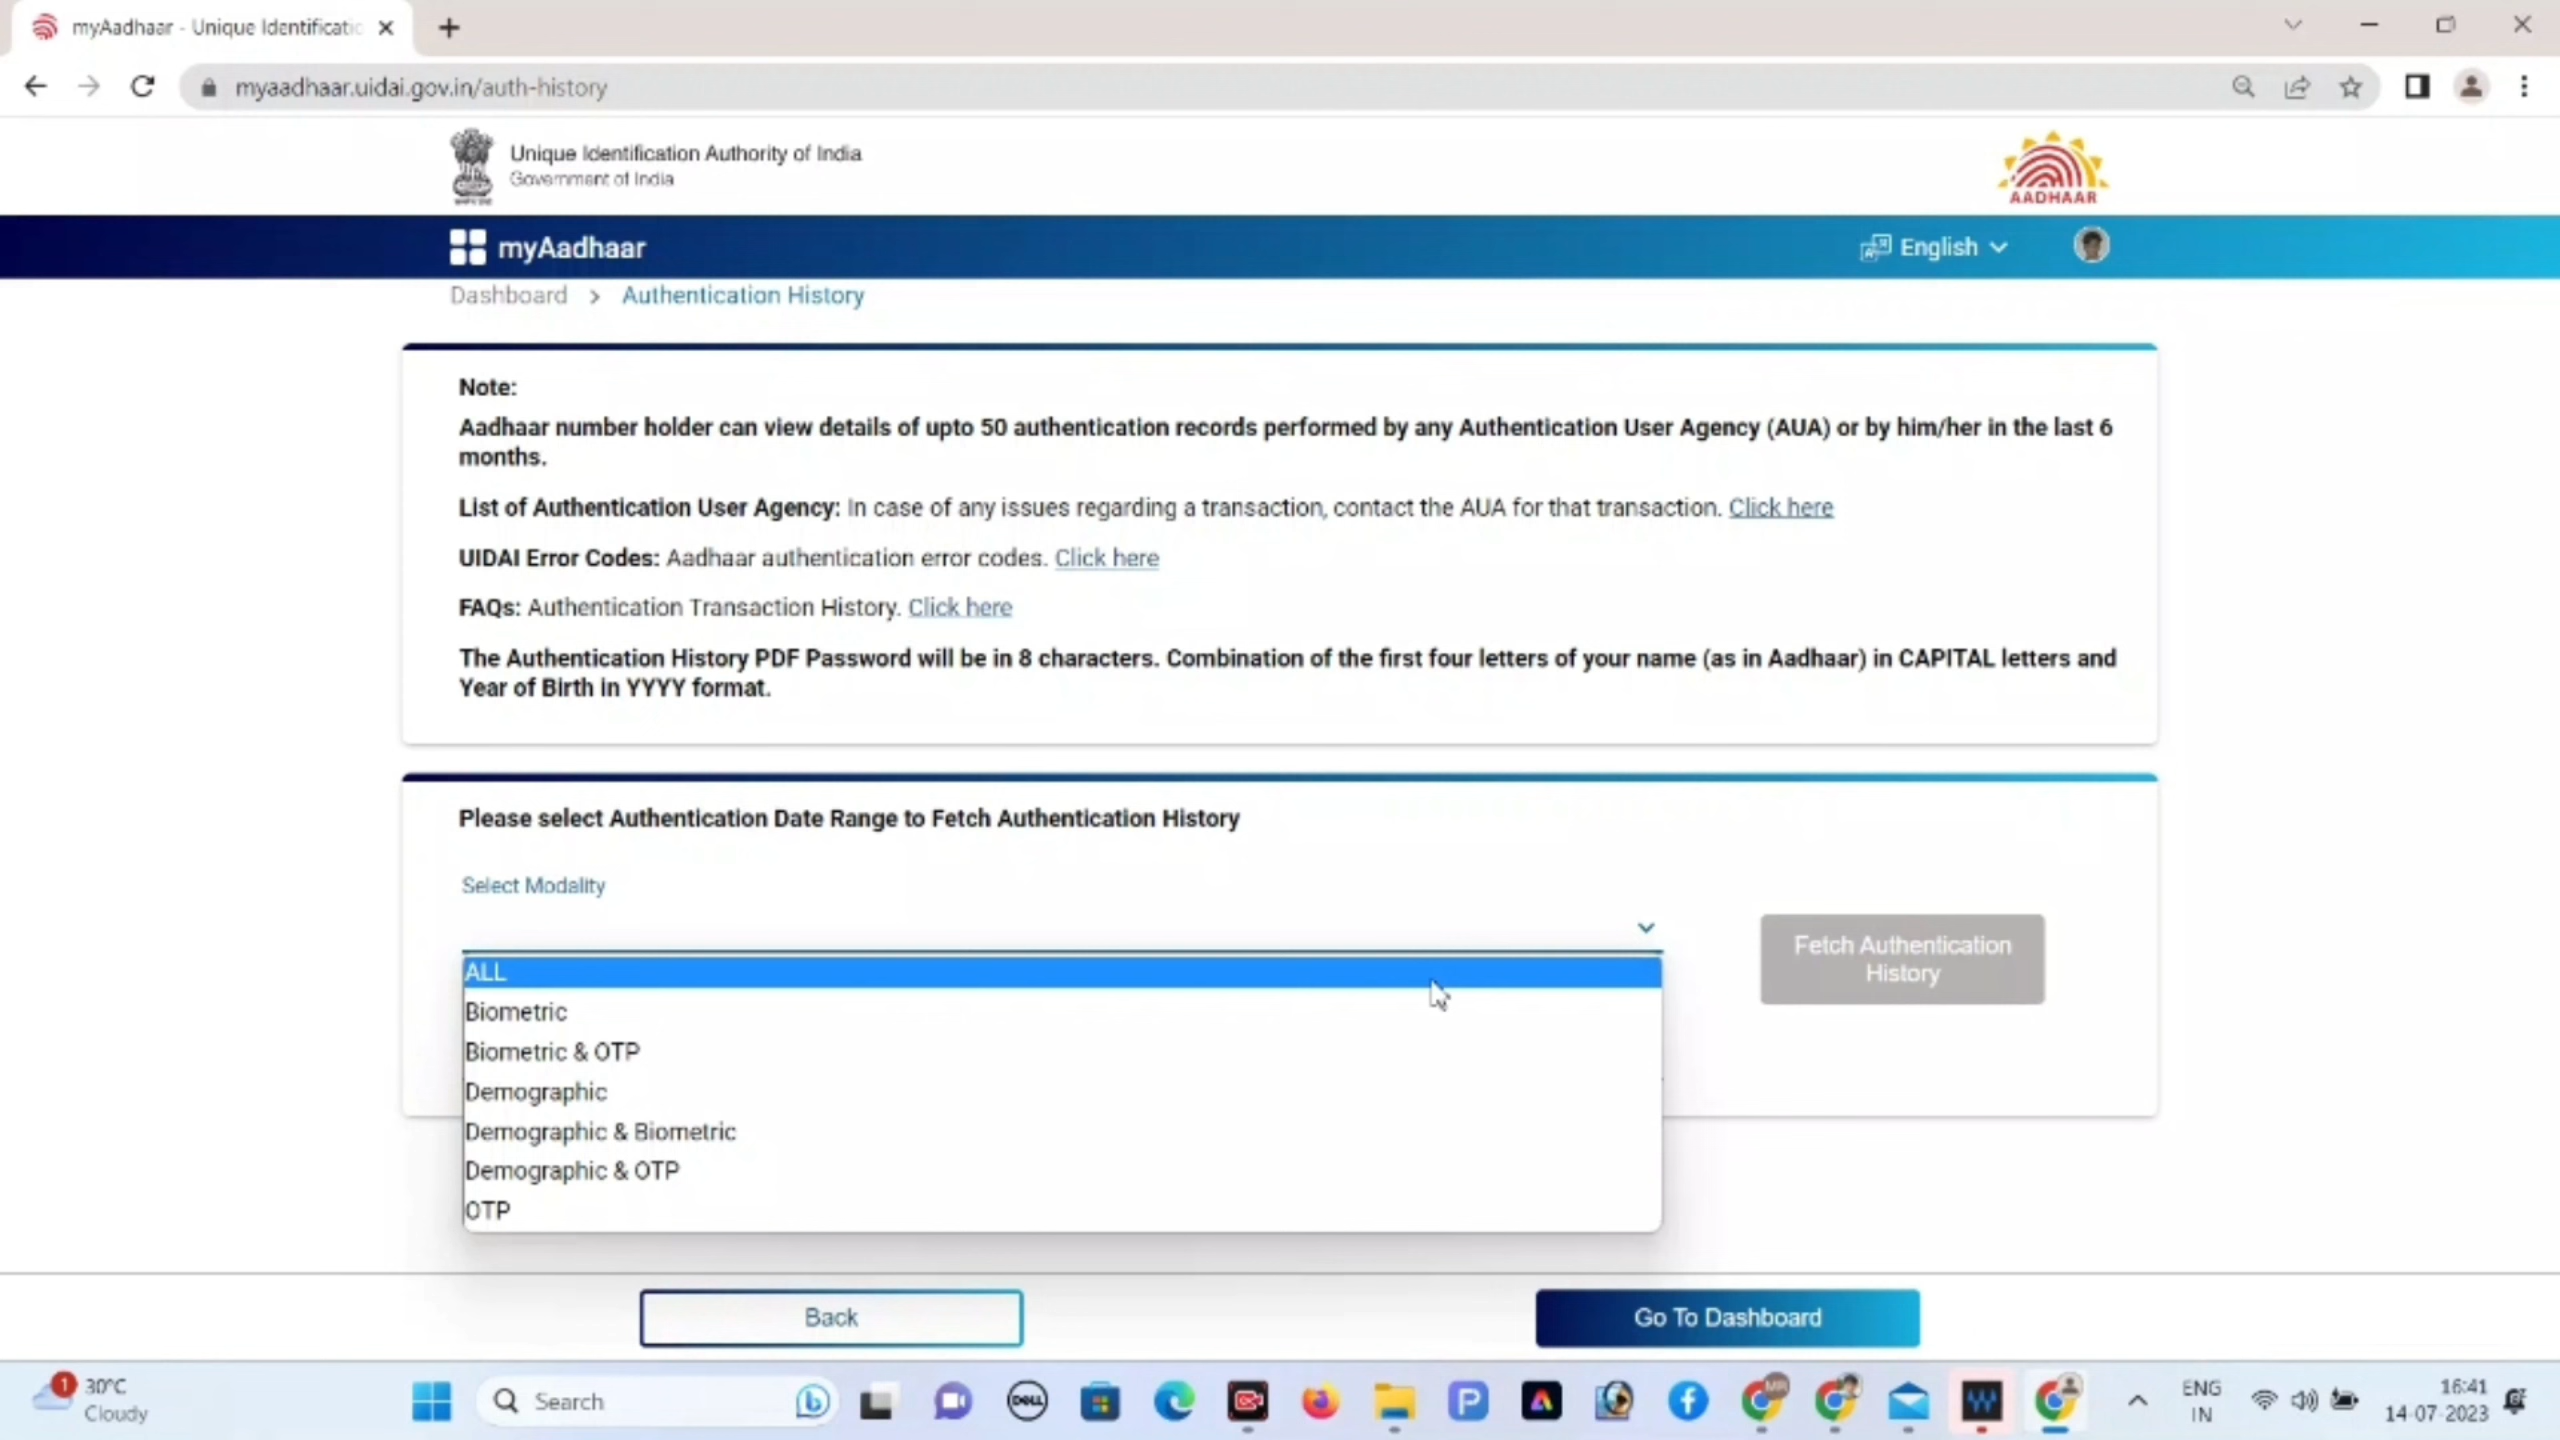 myAadhaar - Unique Identificatic
myaadhaar.uidai.gov.in/auth-history
Unique Identification Authority of India
Government of India
AADHAAR
myAadhaar
English
Dashboard > Authentication History
Note:
Aadhaar number holder can view details of upto 50 authentication records performed by any Authentication User Agency (AUA) or by him/her in the last 6
months.
List of Authentication User Agency: In case of any issues regarding a transaction, contact the AUA for that transaction. Click here
UIDAI Error Codes: Aadhaar authentication error codes. Click here
FAQs: Authentication Transaction History. Click here
The Authentication History PDF Password will be in 8 characters. Combination of the first four letters of your name (as in Aadhaar) in CAPITAL letters and
Year of Birth in YYYY format.
Please select Authentication Date Range to Fetch Authentication History
Select Modality
Fetch Authentication
History
ALL
Biometric
Biometric & OTP
Demographic
Demographic & Biometric
Demographic & OTP
OTP
Back
Go To Dashboard
1
30°C
Cloudy
Search
DELL
ENG
IN
16:41
14-07-2023